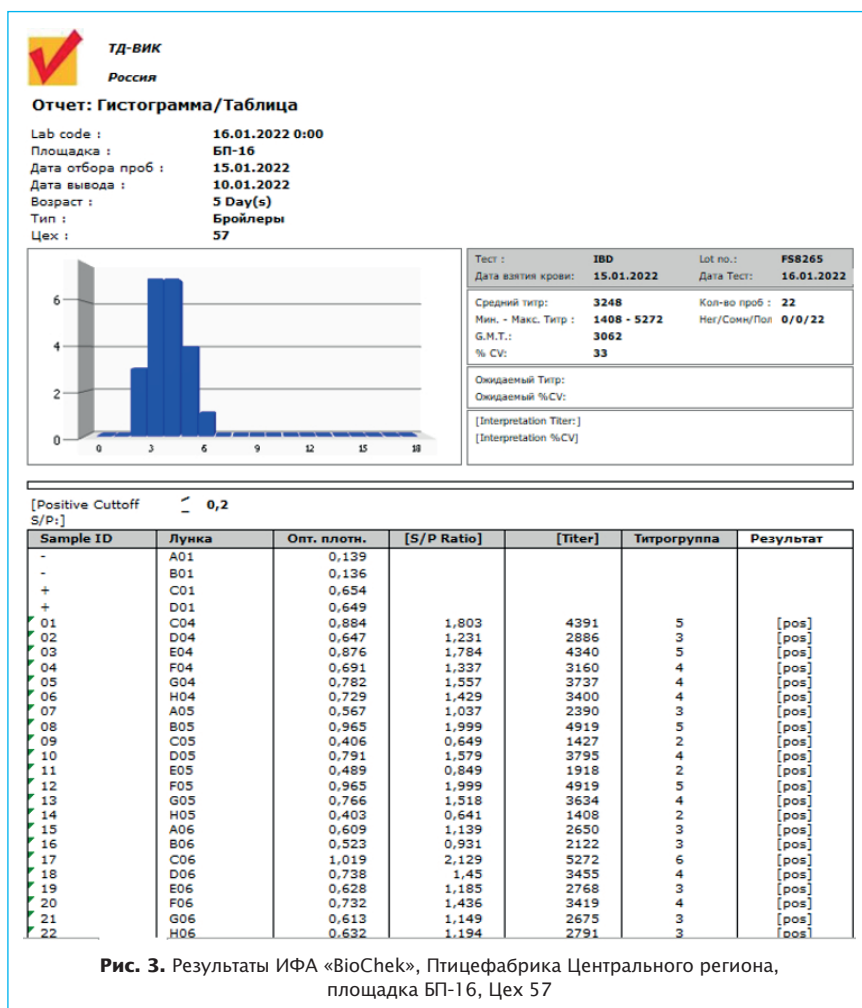 ТД-ВИК
Россия
Отчет: Гистограмма/Таблица
Lab code : 16.01.2022 0:00
Площадка : БП-16
Дата отбора проб : 15.01.2022
Дата вывода : 10.01.2022
Возраст : 5 Day(s)
Тип : Бройлеры
Цех : 57
6
4
2
0
0 3 6 9 12 15 18
Тест : IBD Lot no.: FS8265
Дата взятия крови: 15.01.2022 Дата Тест: 16.01.2022
Средний титр: 3248 Кол-во проб : 22
Мин. - Макс. Титр : 1408 - 5272 Нег/Сомн/Пол 0/0/22
G.M.T.: 3062
% CV: 33
Ожидаемый Титр:
Ожидаемый %CV:
[Interpretation Titer:]
[Interpretation %CV]
[Positive Cuttoff S/P:] 0,2
Sample ID Лунка Опт. плотн. [S/P Ratio] [Titer] Титрогруппа Результат
- A01 0,139
- B01 0,136
+ C01 0,654
+ D01 0,649
01 C04 0,884 1,803 4391 5 [pos]
02 D04 0,647 1,231 2886 3 [pos]
03 E04 0,876 1,784 4340 5 [pos]
04 F04 0,691 1,337 3160 4 [pos]
05 G04 0,782 1,557 3737 4 [pos]
06 H04 0,729 1,429 3400 4 [pos]
07 A05 0,567 1,037 2390 3 [pos]
08 B05 0,965 1,999 4919 5 [pos]
09 C05 0,406 0,649 1427 2 [pos]
10 D05 0,791 1,579 3795 4 [pos]
11 E05 0,489 0,849 1918 2 [pos]
12 F05 0,965 1,999 4919 5 [pos]
13 G05 0,766 1,518 3634 4 [pos]
14 H05 0,403 0,641 1408 2 [pos]
15 A06 0,609 1,139 2650 3 [pos]
16 B06 0,523 0,931 2122 3 [pos]
17 C06 1,019 2,129 5272 6 [pos]
18 D06 0,738 1,45 3455 4 [pos]
19 E06 0,628 1,185 2768 3 [pos]
20 F06 0,732 1,436 3419 4 [pos]
21 G06 0,613 1,149 2675 3 [pos]
22 H06 0,632 1,194 2791 3 [pos]
Рис. 3. Результаты ИФА «BioChek», Птицефабрика Центрального региона,
площадка БП-16, Цех 57